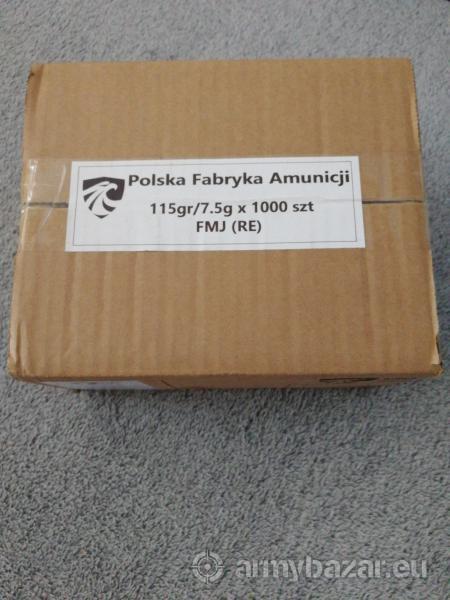 Polska Fabryka Amunicji
115gr/7.5g x 1000 szt
FMJ (RE)
armybazar.eu